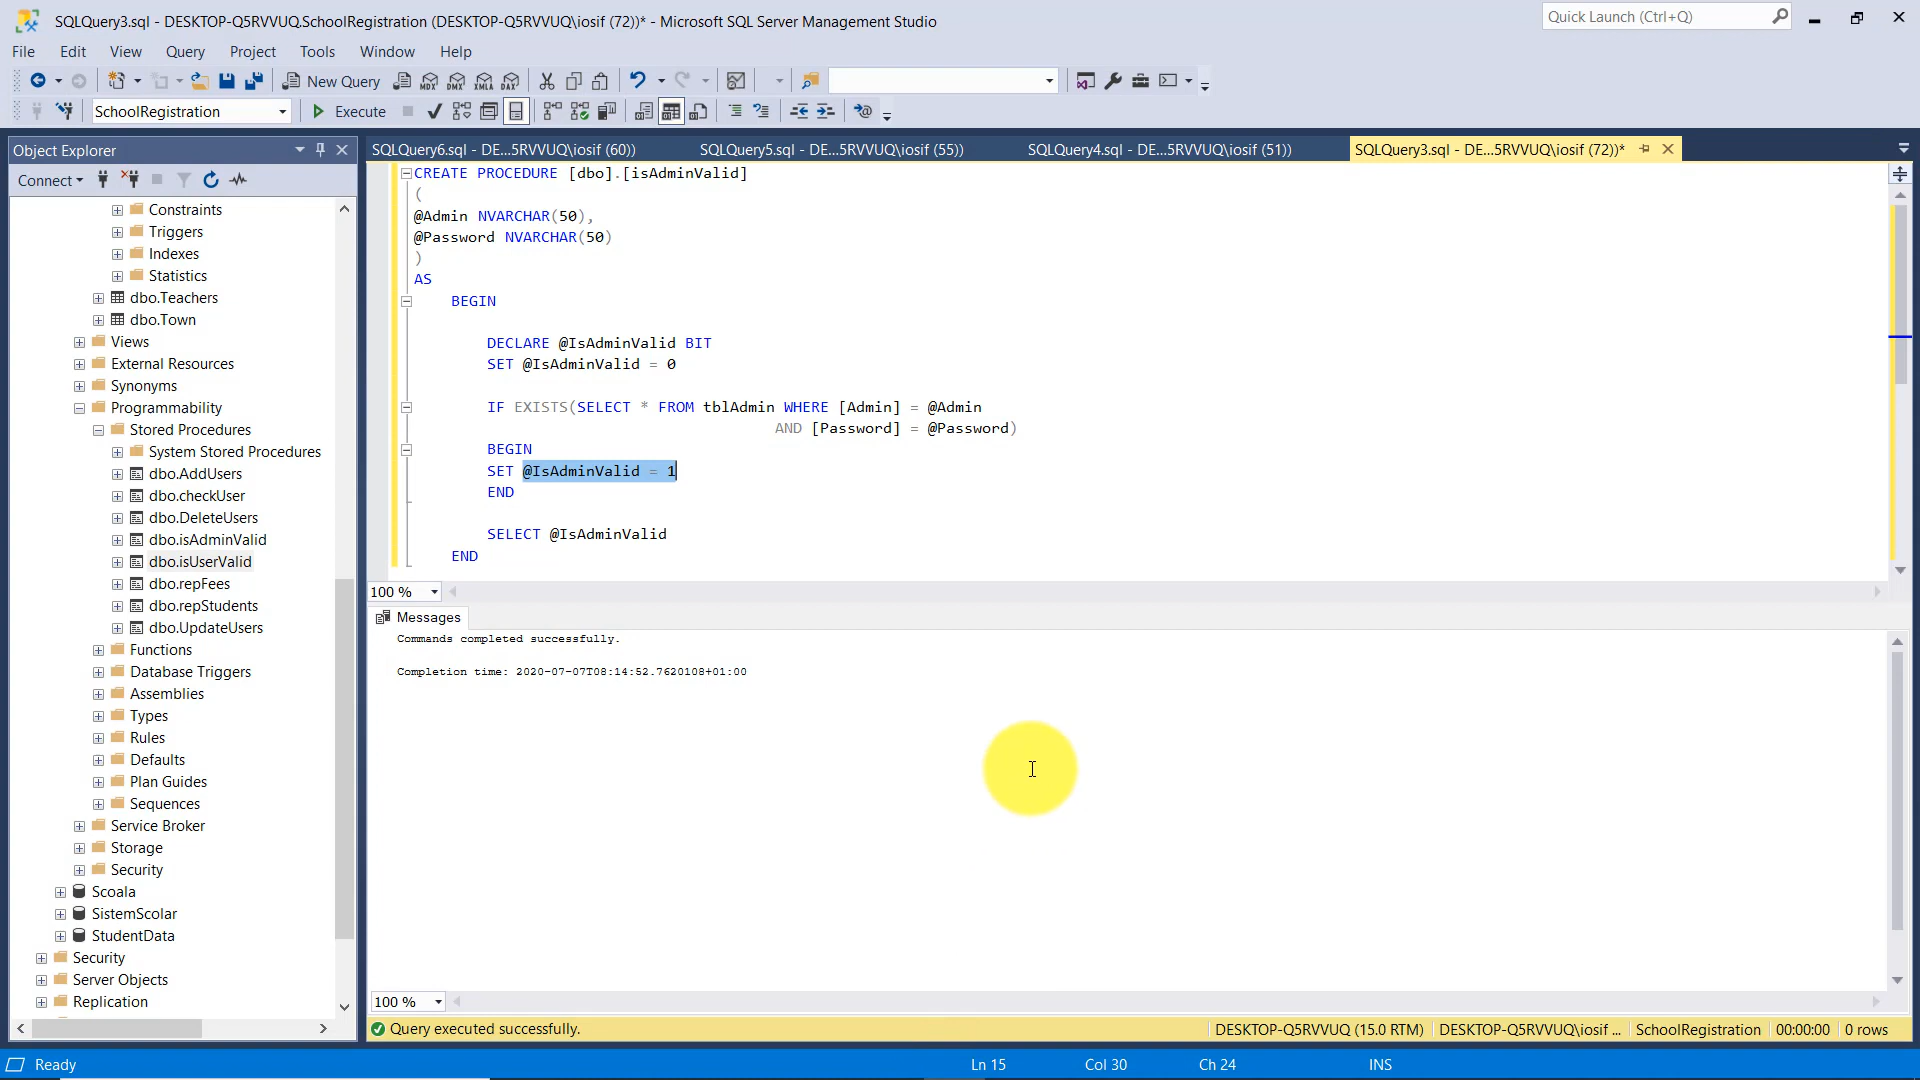 SQLQuery3.sql - DESKTOP-Q5RVVUQ.SchoolRegistration (DESKTOP-Q5RVVUQ\iosif (72))* - Microsoft SQL Server Management Studio
Quick Launch (Ctrl+Q)
File Edit View Query Project Tools Window Help
New Query MDX DMX XMLA DAX
SchoolRegistration Execute
Object Explorer
SQLQuery6.sql - DE...5RVVUQ\iosif (60)) SQLQuery5.sql - DE...5RVVUQ\iosif (55)) SQLQuery4.sql - DE...5RVVUQ\iosif (51)) SQLQuery3.sql - DE...5RVVUQ\iosif (72))*
Connect
Constraints
Triggers
Indexes
Statistics
dbo.Teachers
dbo.Town
Views
External Resources
Synonyms
Programmability
Stored Procedures
System Stored Procedures
dbo.AddUsers
dbo.checkUser
dbo.DeleteUsers
dbo.isAdminValid
dbo.isUserValid
dbo.repFees
dbo.repStudents
dbo.UpdateUsers
Functions
Database Triggers
Assemblies
Types
Rules
Defaults
Plan Guides
Sequences
Service Broker
Storage
Security
Scoala
SistemScolar
StudentData
Security
Server Objects
Replication
CREATE PROCEDURE [dbo].[isAdminValid]
(
@Admin NVARCHAR(50),
@Password NVARCHAR(50)
)
AS
BEGIN
DECLARE @IsAdminValid BIT
SET @IsAdminValid = 0
IF EXISTS(SELECT * FROM tblAdmin WHERE [Admin] = @Admin
AND [Password] = @Password)
BEGIN
SET @IsAdminValid = 1
END
SELECT @IsAdminValid
END
100 %
Messages
Commands completed successfully.
Completion time: 2020-07-07T08:14:52.7620108+01:00
100 %
Query executed successfully. DESKTOP-Q5RVVUQ (15.0 RTM) DESKTOP-Q5RVVUQ\iosif ... SchoolRegistration 00:00:00 0 rows
Ready Ln 15 Col 30 Ch 24 INS